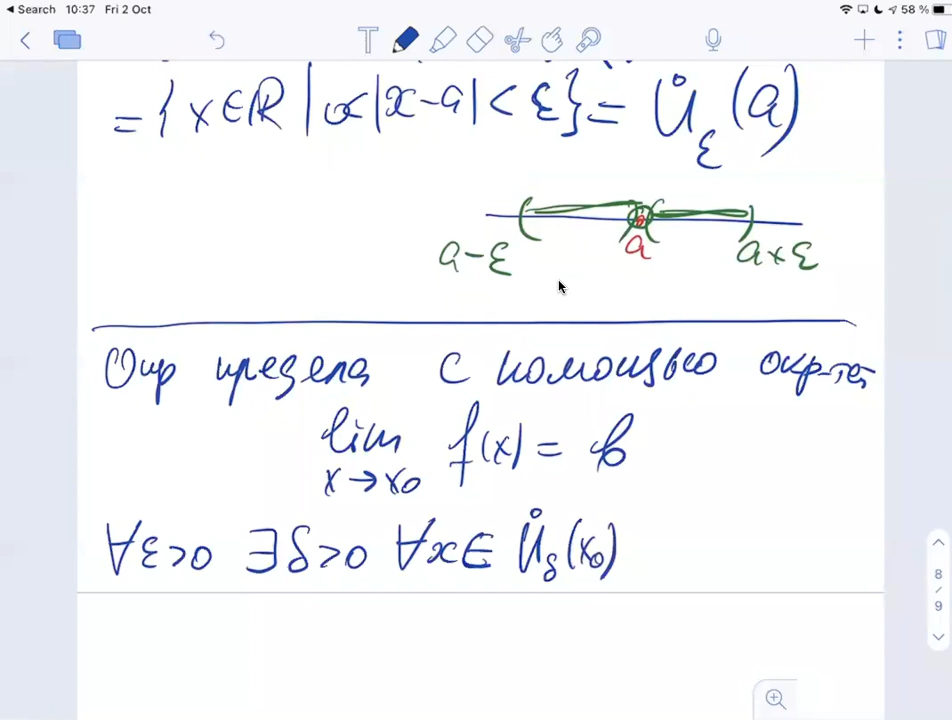 Search 10:37 Fri 2 Oct 58 %
T
= { x ∈ ℝ | 0 < |x - a| < ε } = Ů_ε (a)
a - ε a a + ε
Опр предела с помощью окр-тей
lim f(x) = b
x → x₀
∀ε>0 ∃δ>0 ∀x∈ Ů_δ(x₀)
8
/
9